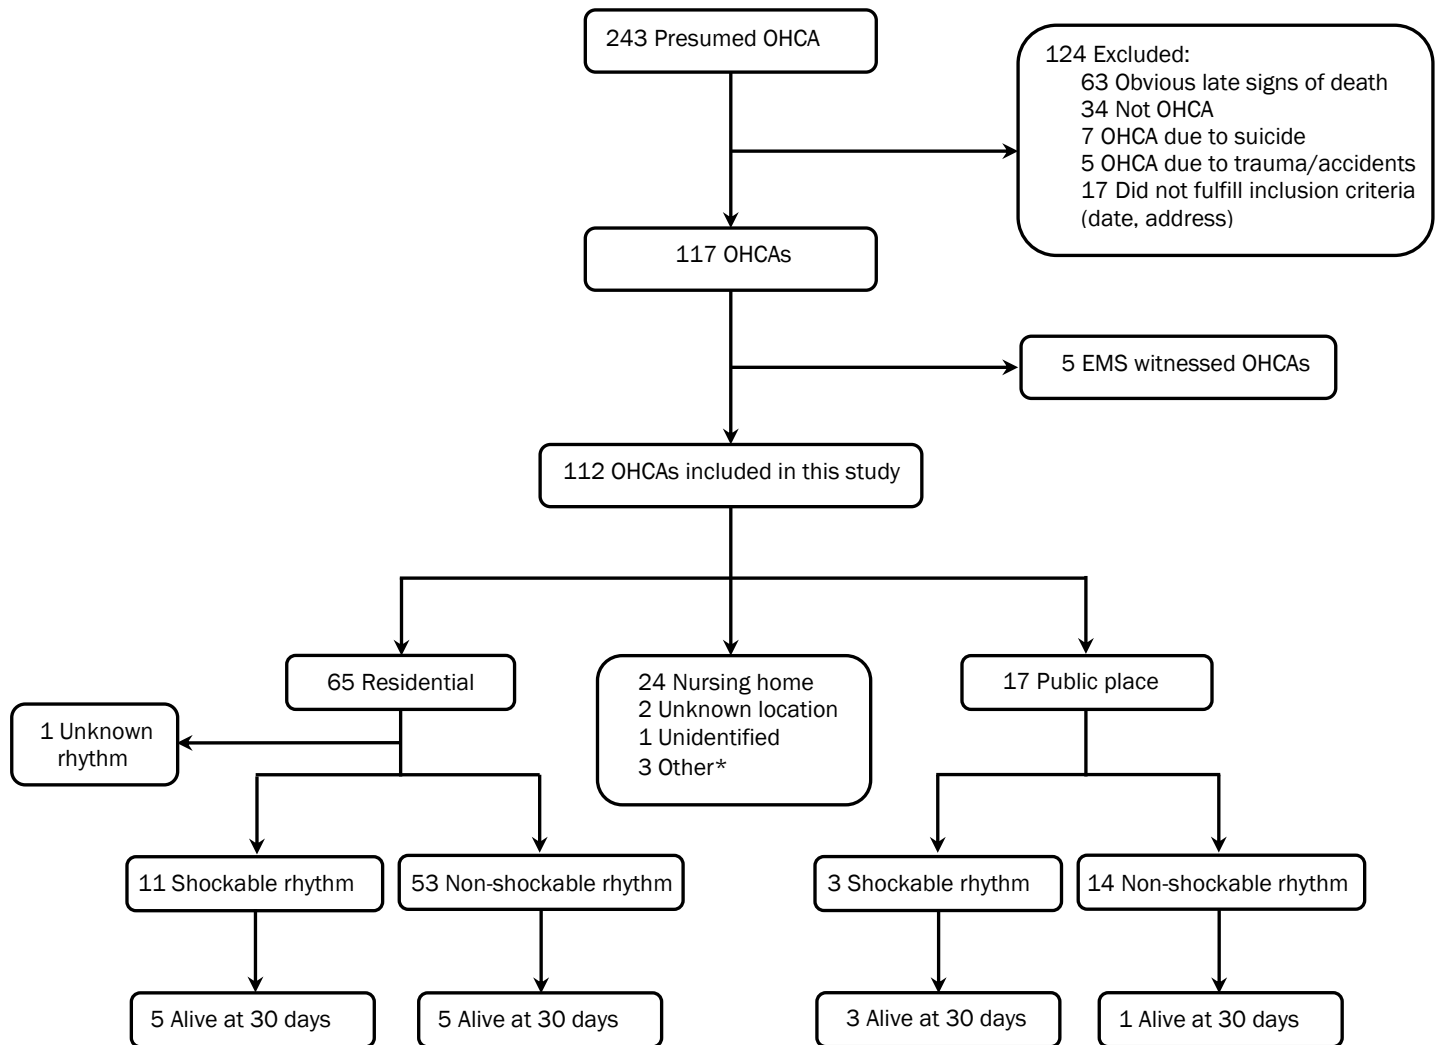 243 Presumed OHCA
124 Excluded:
63 Obvious late signs of death
34 Not OHCA
7 OHCA due to suicide
5 OHCA due to trauma/accidents
17 Did not fulfill inclusion criteria
(date, address)
117 OHCAs
5 EMS witnessed OHCAs
112 OHCAs included in this study
65 Residential
24 Nursing home
2 Unknown location
1 Unidentified
3 Other*
17 Public place
1 Unknown
rhythm
11 Shockable rhythm
53 Non-shockable rhythm
3 Shockable rhythm
14 Non-shockable rhythm
5 Alive at 30 days
5 Alive at 30 days
3 Alive at 30 days
1 Alive at 30 days